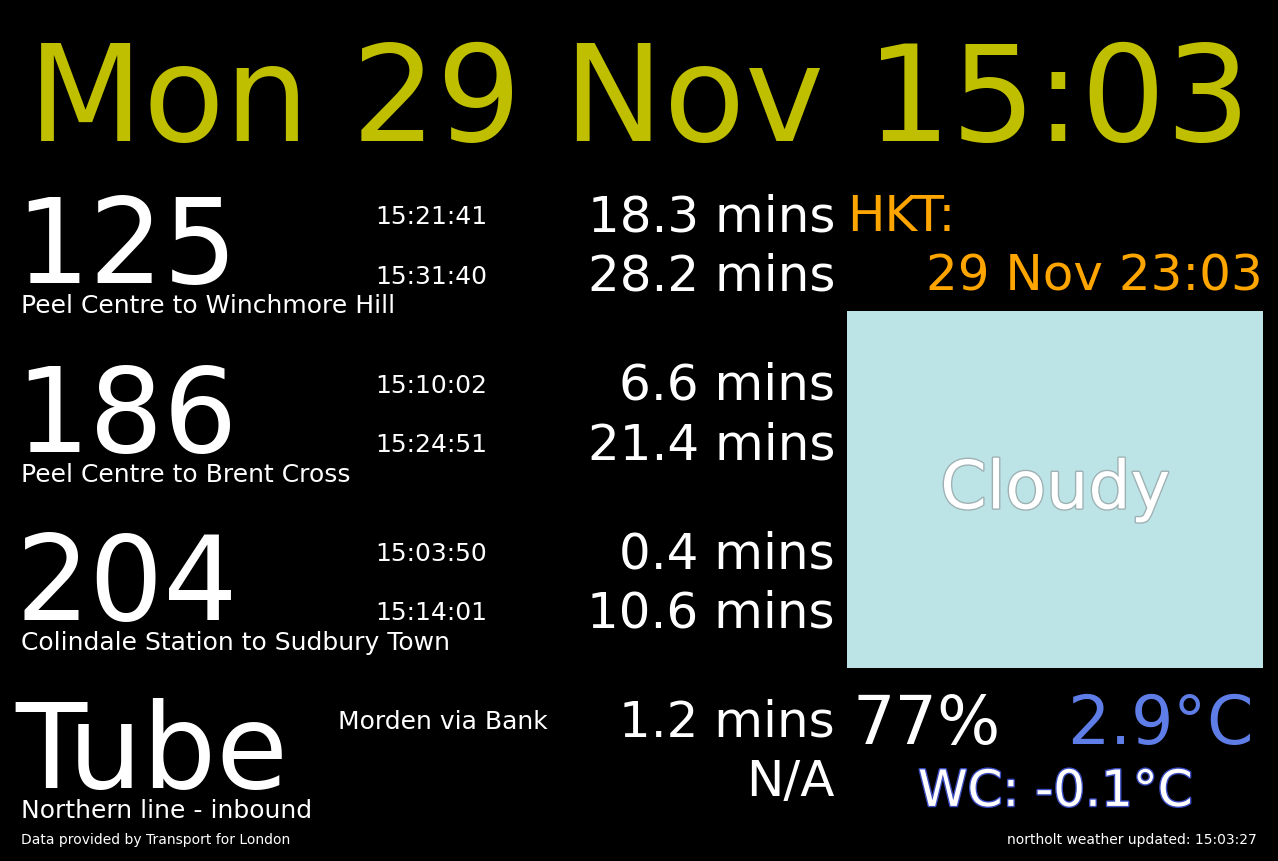 Mon 29 Nov 15:03
125
15:21:41 18.3 mins
15:31:40 28.2 mins
Peel Centre to Winchmore Hill
186
15:10:02 6.6 mins
15:24:51 21.4 mins
Peel Centre to Brent Cross
204
15:03:50 0.4 mins
15:14:01 10.6 mins
Colindale Station to Sudbury Town
Tube
Morden via Bank 1.2 mins
N/A
Northern line - inbound
Data provided by Transport for London
HKT:
29 Nov 23:03
Cloudy
77% 2.9°C
WC: -0.1°C
northolt weather updated: 15:03:27